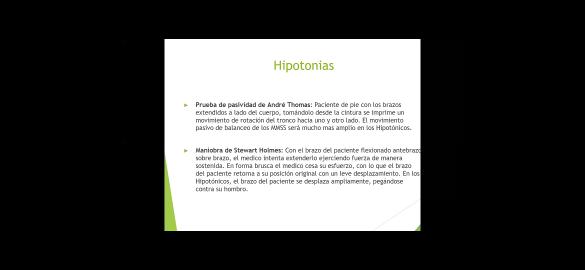 Hipotonias
Prueba de pasividad de André Thomas: Paciente de pie con los brazos
extendidos a lado del cuerpo, tomándolo desde la cintura se imprime un
movimiento de rotación del tronco hacia uno y otro lado. El movimiento
pasivo de balanceo de los MMSS será mucho mas amplio en los Hipotónicos.
Maniobra de Stewart Holmes: Con el brazo del paciente flexionado antebrazo
sobre brazo, el medico intenta extenderlo ejerciendo fuerza de manera
sostenida. En forma brusca el medico cesa su esfuerzo, con lo que el brazo
del paciente retorna a su posición original con un leve desplazamiento. En los
Hipotónicos, el brazo del paciente se desplaza ampliamente, pegándose
contra su hombro.